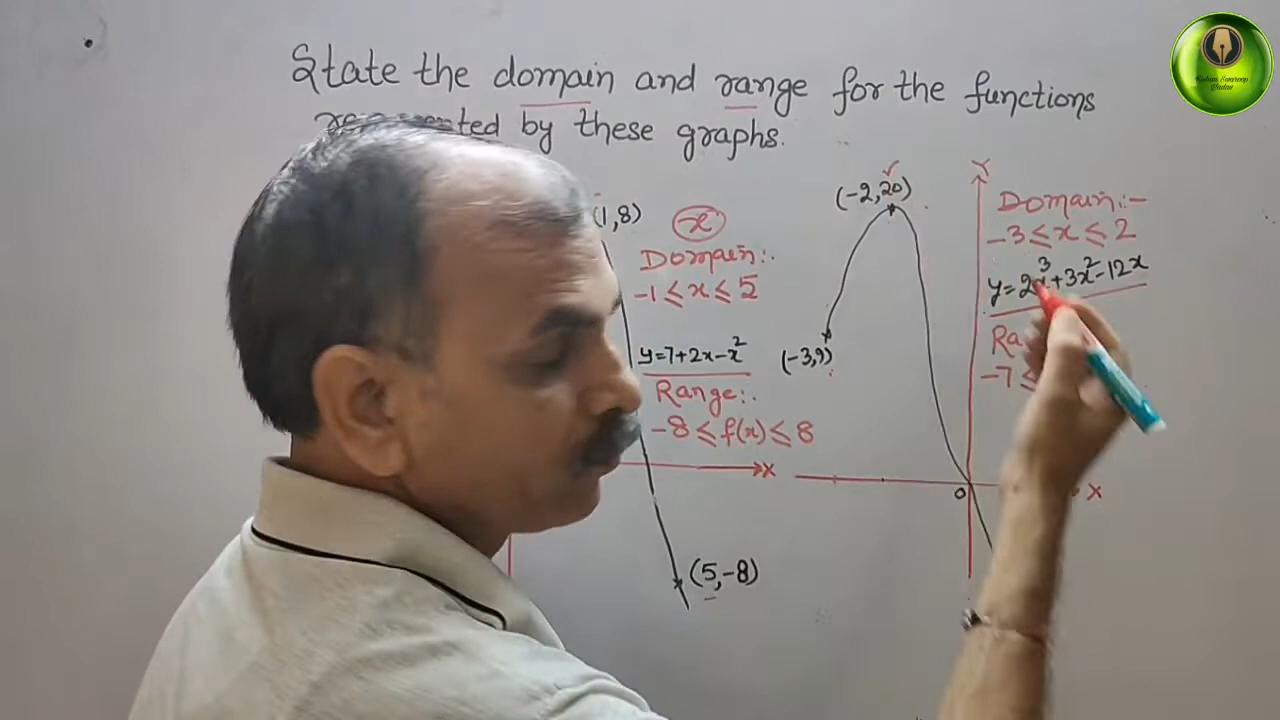 State the domain and range for the functions
represented by these graphs.
(1,8)
x
Domain:.
-1≤x≤5
y=7+2x-x²
Range:.
-8≤f(x)≤8
X
(5,-8)
(-2,20)
(-3,9)
Y
Domain:-
-3≤x≤2
y=2x³+3x²-12x
-7≤
O
X